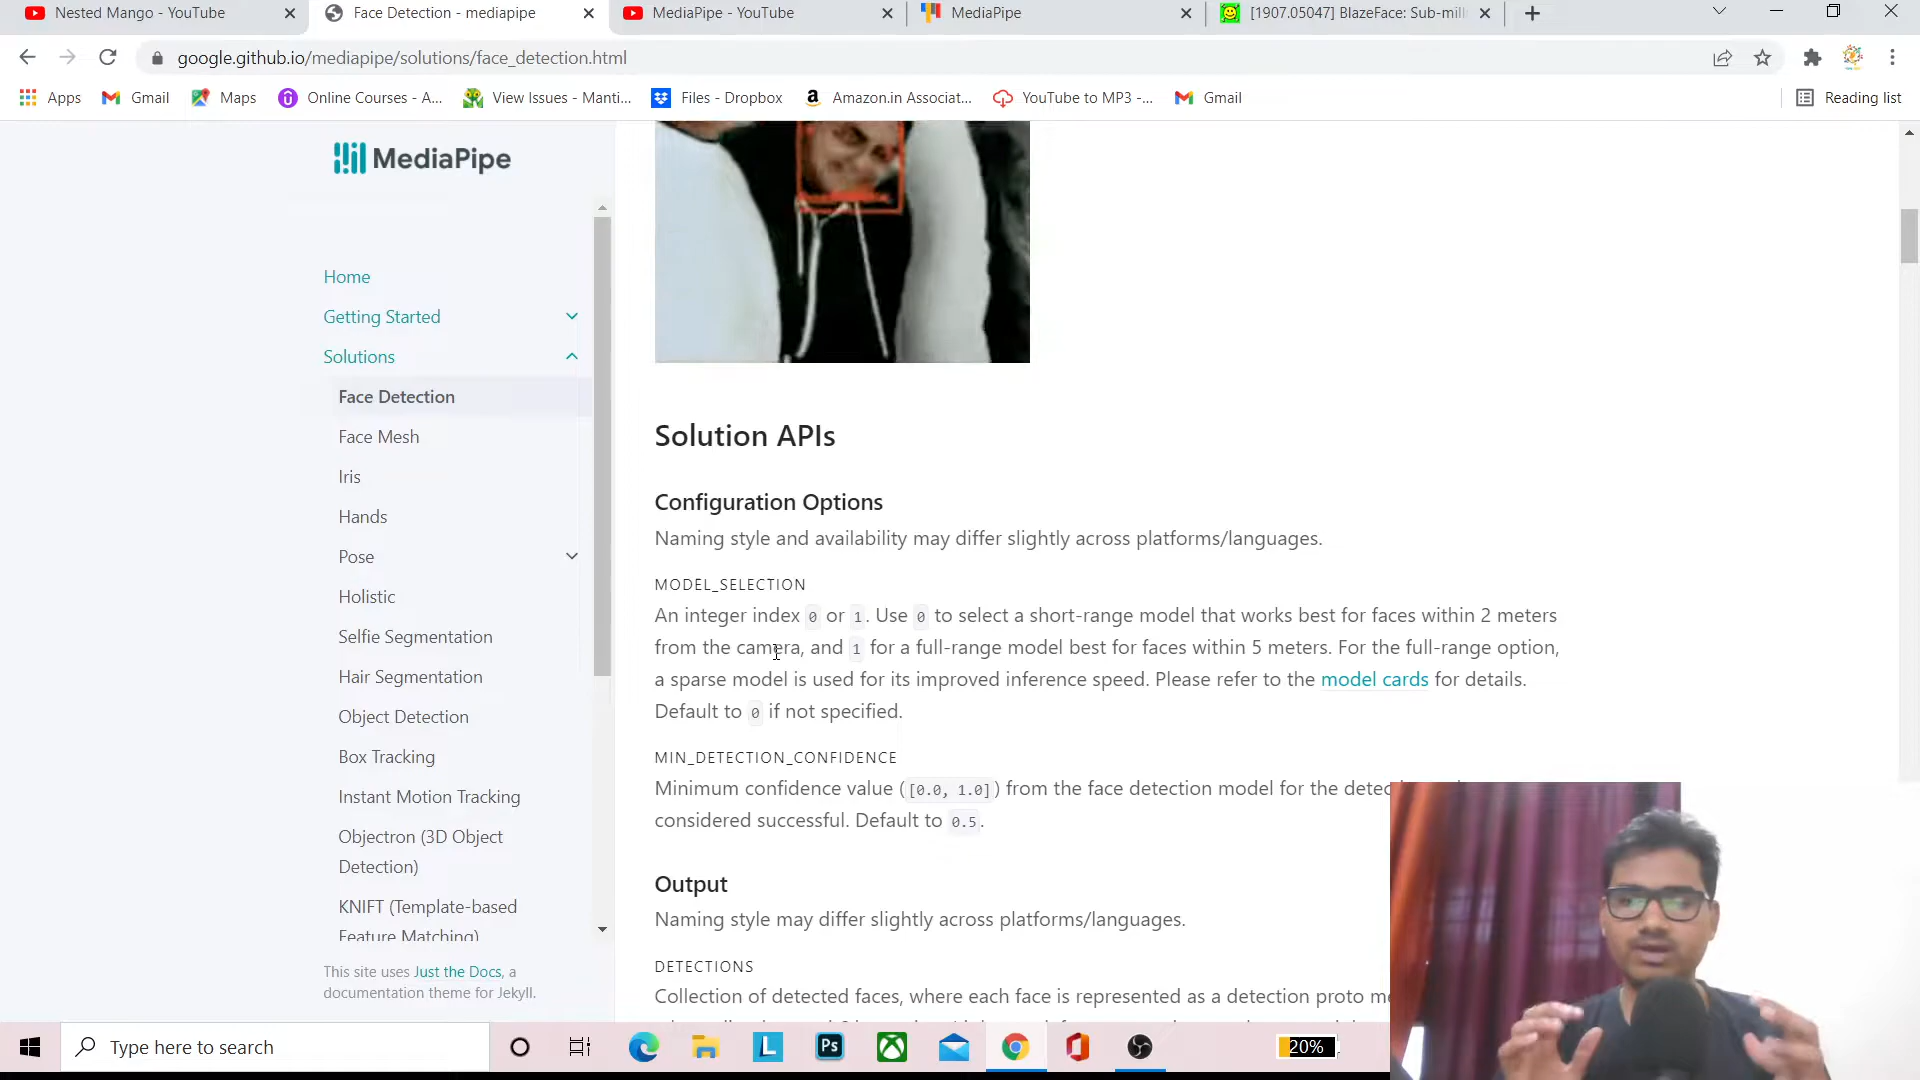 Nested Mango - YouTube
Face Detection - mediapipe
MediaPipe - YouTube
MediaPipe
[1907.05047] BlazeFace: Sub-mill
google.github.io/mediapipe/solutions/face_detection.html
Apps
Gmail
Maps
Online Courses - A...
View Issues - Manti...
Files - Dropbox
Amazon.in Associat...
YouTube to MP3 -...
Gmail
Reading list
MediaPipe
Home
Getting Started
Solutions
Face Detection
Face Mesh
Iris
Hands
Pose
Holistic
Selfie Segmentation
Hair Segmentation
Object Detection
Box Tracking
Instant Motion Tracking
Objectron (3D Object
Detection)
KNIFT (Template-based
Feature Matching)
This site uses Just the Docs, a
documentation theme for Jekyll.
Solution APIs
Configuration Options
Naming style and availability may differ slightly across platforms/languages.
MODEL_SELECTION
An integer index 0 or 1. Use 0 to select a short-range model that works best for faces within 2 meters
from the camera, and 1 for a full-range model best for faces within 5 meters. For the full-range option,
a sparse model is used for its improved inference speed. Please refer to the model cards for details.
Default to 0 if not specified.
MIN_DETECTION_CONFIDENCE
Minimum confidence value ([0.0, 1.0]) from the face detection model for the
considered successful. Default to 0.5.
Output
Naming style may differ slightly across platforms/languages.
DETECTIONS
Collection of detected faces, where each face is represented as a detection proto
Type here to search
L
Ps
20%